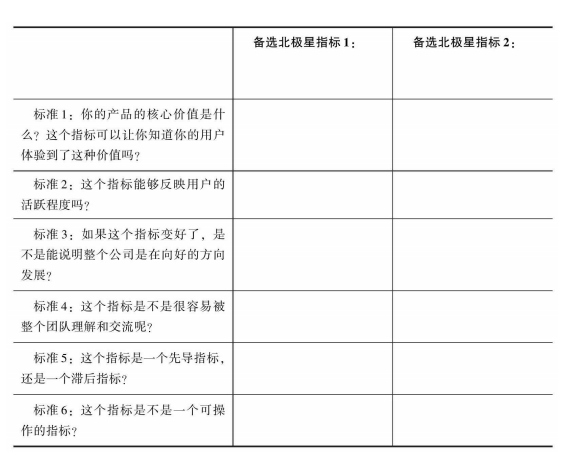 备选北极星指标 1：
备选北极星指标 2：
标准 1：你的产品的核心价值是什
么？这个指标可以让你知道你的用户
体验到了这种价值吗？
标准 2：这个指标能够反映用户的
活跃程度吗？
标准 3：如果这个指标变好了，是
不是能说明整个公司是在向好的方向
发展？
标准 4：这个指标是不是很容易被
整个团队理解和交流呢？
标准 5：这个指标是一个先导指标，
还是一个滞后指标？
标准 6：这个指标是不是一个可操
作的指标？